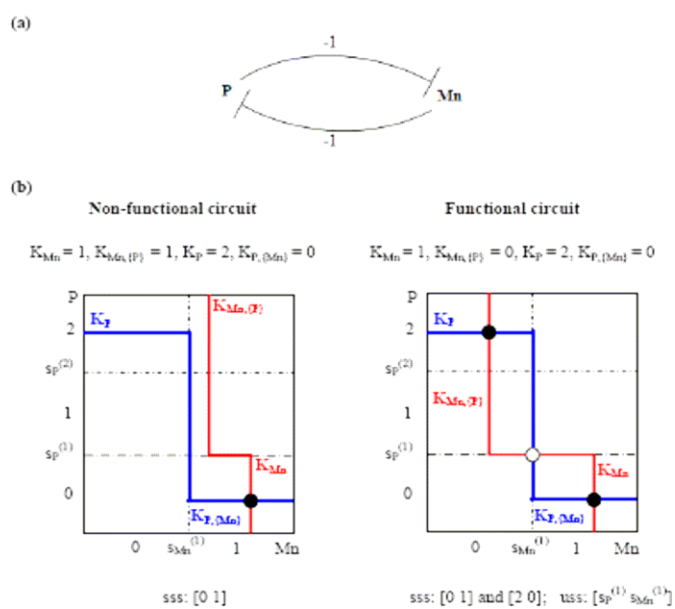 (a)
-1
P
Mn
-1
(b)
Non-functional circuit
Functional circuit
K_Mn = 1, K_Mn,{P} = 1, K_P = 2, K_P,{Mn} = 0
K_Mn = 1, K_Mn,{P} = 0, K_P = 2, K_P,{Mn} = 0
P
K_Mn,{P}
K_P
2
s_P^(2)
1
s_P^(1)
K_Mn
0
K_P,{Mn}
0 s_Mn^(1) 1 Mn
sss: [0 1]
P
K_P
2
s_P^(2)
K_Mn,{P}
1
s_P^(1)
K_Mn
0
K_P,{Mn}
0 s_Mn^(1) 1 Mn
sss: [0 1] and [2 0]; uss: [s_P^(1) s_Mn^(1)]